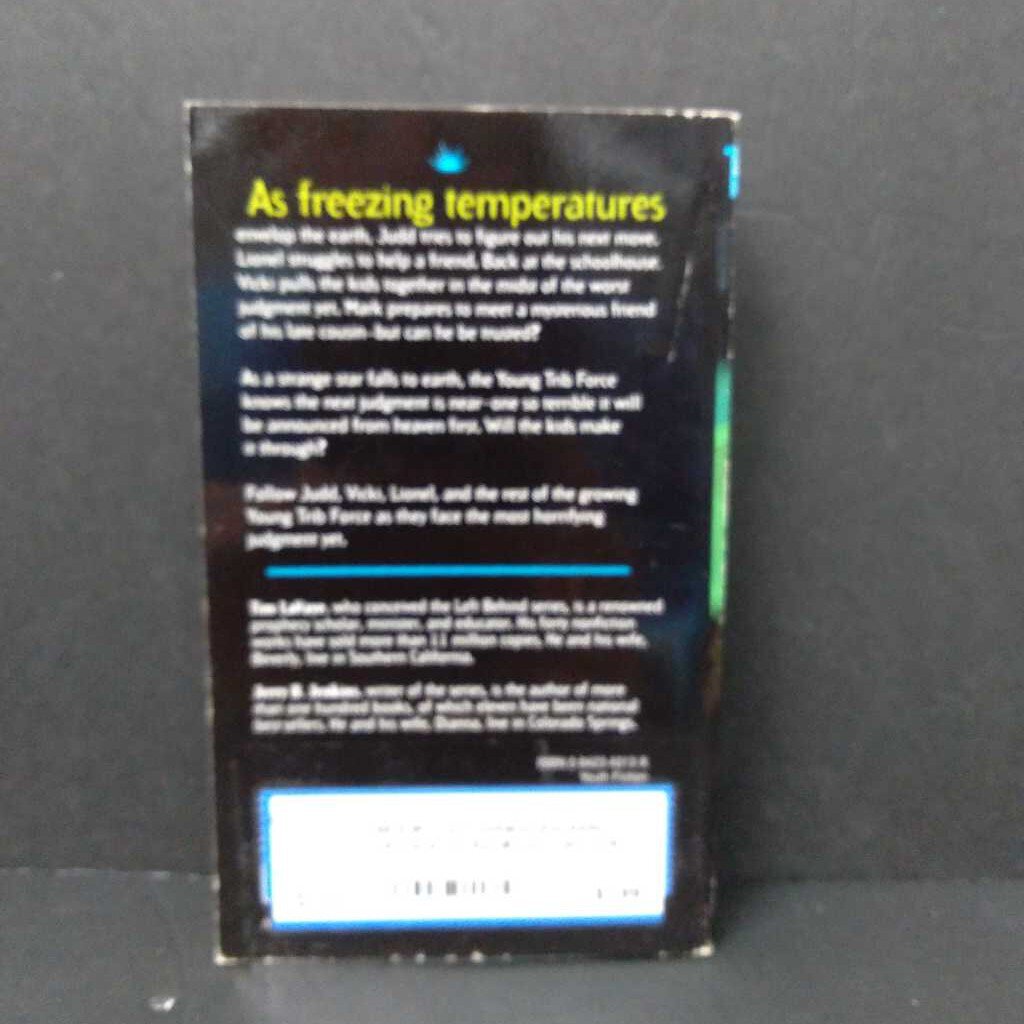 As freezing temperatures
envelop the earth, Judd tries to figure out his next move.
Lionel struggles to help a friend. Back at the schoolhouse,
Vicki pulls the kids together in the midst of the worst
judgment yet. Mark prepares to meet a mysterious friend
of his late cousin–but can he be trusted?
As a strange star falls to earth, the Young Trib Force
knows the next judgment is near–one so terrible it will
be announced from heaven first. Will the kids make
it through?
Follow Judd, Vicki, Lionel, and the rest of the growing
Young Trib Force as they face the most horrifying
judgment yet.
Tim LaHaye, who conceived the Left Behind series, is a renowned
prophecy scholar, minister, and educator. His forty nonfiction
works have sold more than 11 million copies. He and his wife,
Beverly, live in Southern California.
Jerry B. Jenkins, writer of the series, is the author of more
than one hundred books, of which eleven have been national
best-sellers. He and his wife, Dianna, live in Colorado Springs.
ISBN
Youth Fiction